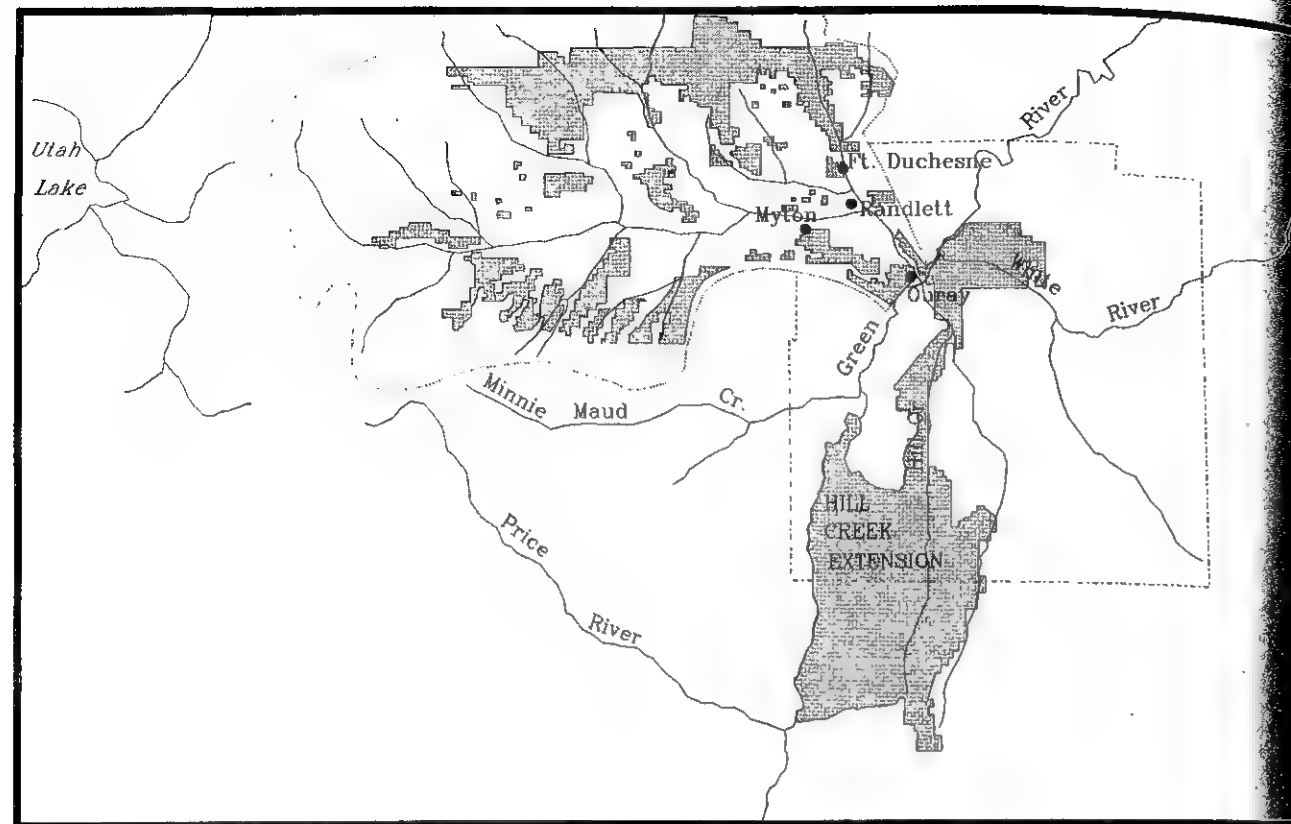 River
Utah
Lake
Ft. Duchesne
Randlett
Myton
White
River
Ouray
Green
Minnie Maud Cr.
HILL
CREEK
EXTENSION
Price
River